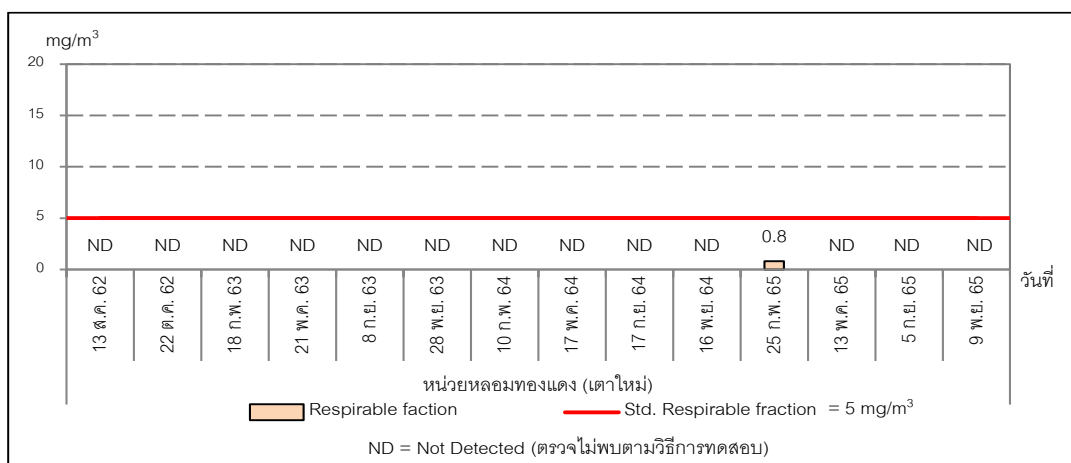 mg/m³
20
15
10
5
0
ND ND ND ND ND ND ND ND ND ND 0.8 ND ND ND
13 ส.ค. 62
22 ต.ค. 62
18 ก.พ. 63
21 พ.ค. 63
8 ก.ย. 63
28 พ.ย. 63
10 ก.พ. 64
17 พ.ค. 64
17 ก.ย. 64
16 พ.ย. 64
25 ก.พ. 65
13 พ.ค. 65
5 ก.ย. 65
9 พ.ย. 65
วันที่
หน่วยหลอมทองแดง (เตาใหม่)
Respirable faction
Std. Respirable fraction = 5 mg/m³
ND = Not Detected (ตรวจไม่พบตามวิธีการทดสอบ)